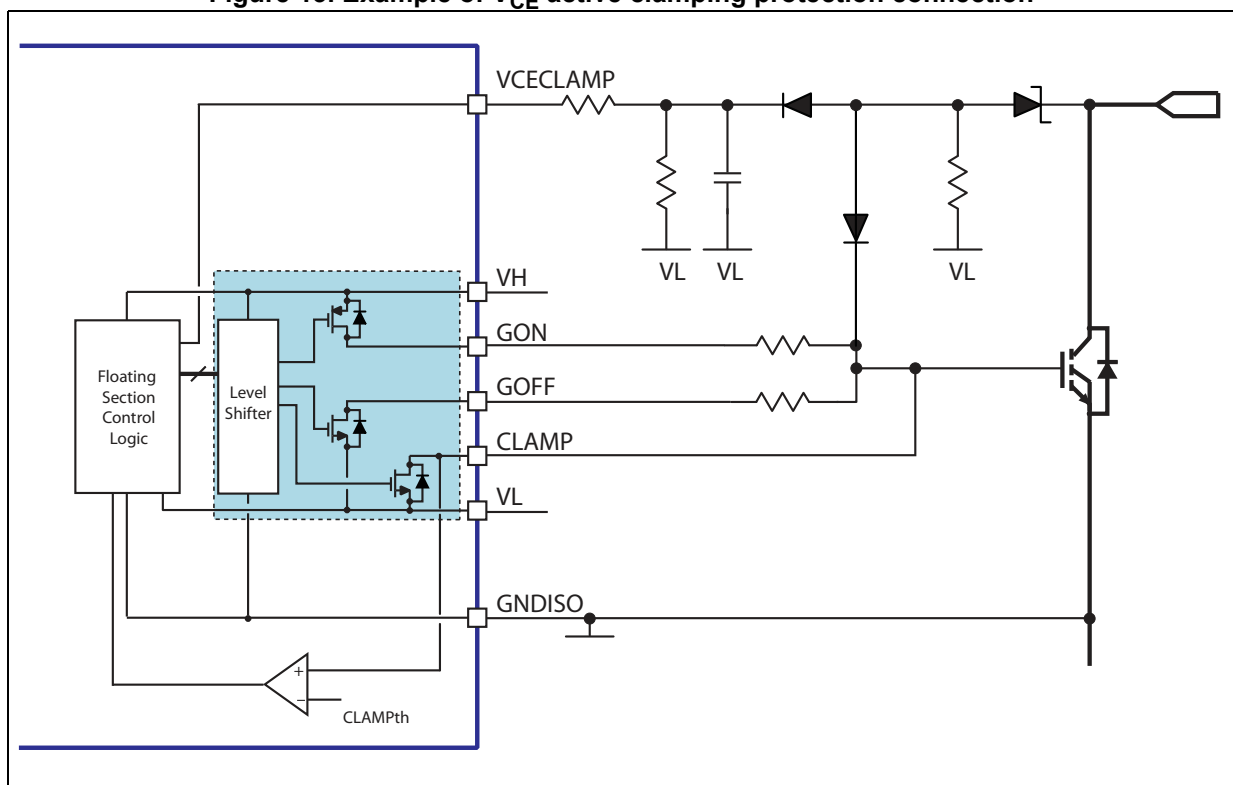 Figure 10. Example of VCE active clamping protection connection
VCECLAMP
VL
VL
VL
VH
GON
GOFF
CLAMP
VL
GNDISO
Floating
Section
Control
Logic
Level
Shifter
+
−
CLAMPth